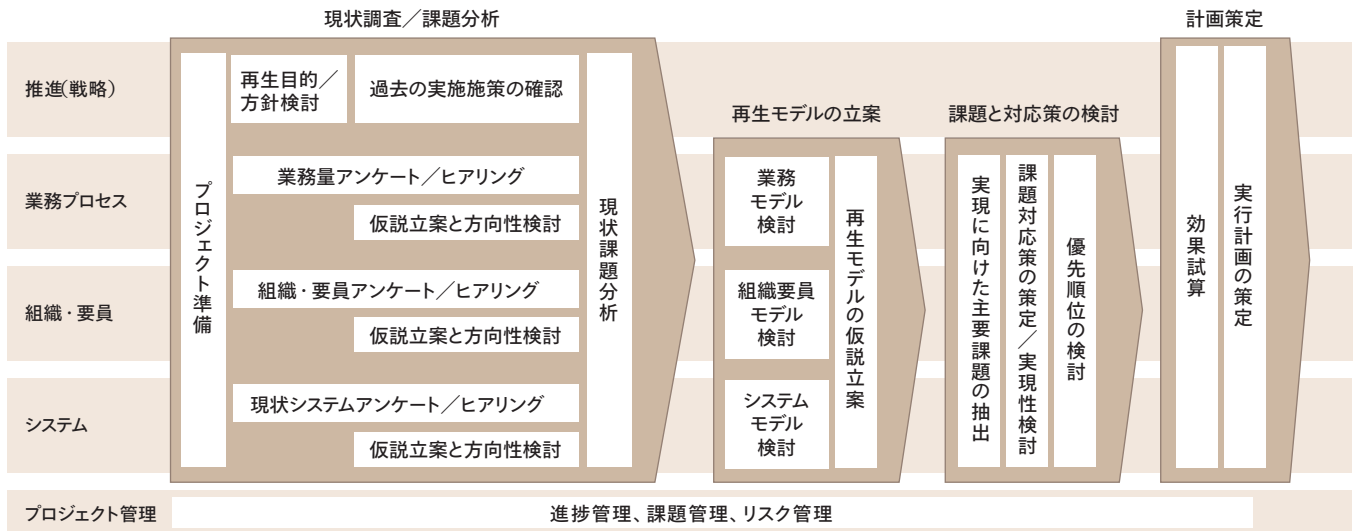 現状調査／課題分析
計画策定
推進(戦略)
再生目的／
方針検討
過去の実施施策の確認
再生モデルの立案
課題と対応策の検討
業務プロセス
プロジェクト準備
業務量アンケート／ヒアリング
仮説立案と方向性検討
現状課題分析
業務
モデル
検討
再生モデルの仮説立案
実現に向けた主要課題の抽出
課題対応策の策定／実現性検討
優先順位の検討
効果試算
実行計画の策定
組織・要員
組織・要員アンケート／ヒアリング
仮説立案と方向性検討
組織要員
モデル
検討
システム
現状システムアンケート／ヒアリング
仮説立案と方向性検討
システム
モデル
検討
プロジェクト管理
進捗管理、課題管理、リスク管理